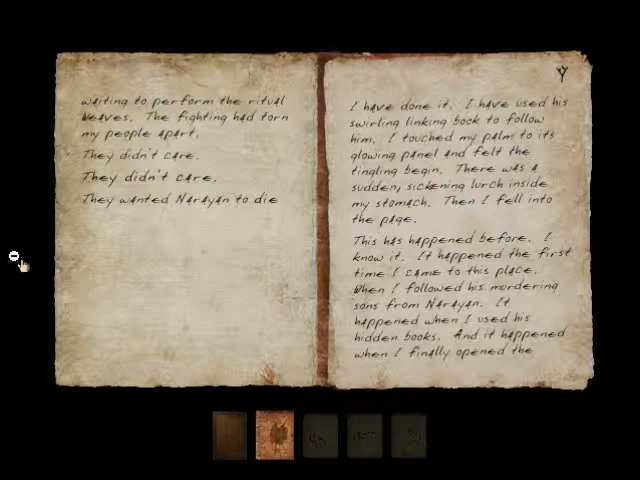 waiting to perform the ritual
Weaves. The fighting had torn
my people apart.
They didn't care.
They didn't care.
They wanted Narayan to die
I have done it. I have used his
swirling linking book to follow
him. I touched my palm to its
glowing panel and felt the
tingling begin. There was a
sudden, sickening lurch inside
my stomach. Then I fell into
the page.
This has happened before. I
know it. It happened the first
time I came to this place.
When I followed his murdering
sons from Narayan. It
happened when I used his
hidden books. And it happened
when I finally opened the